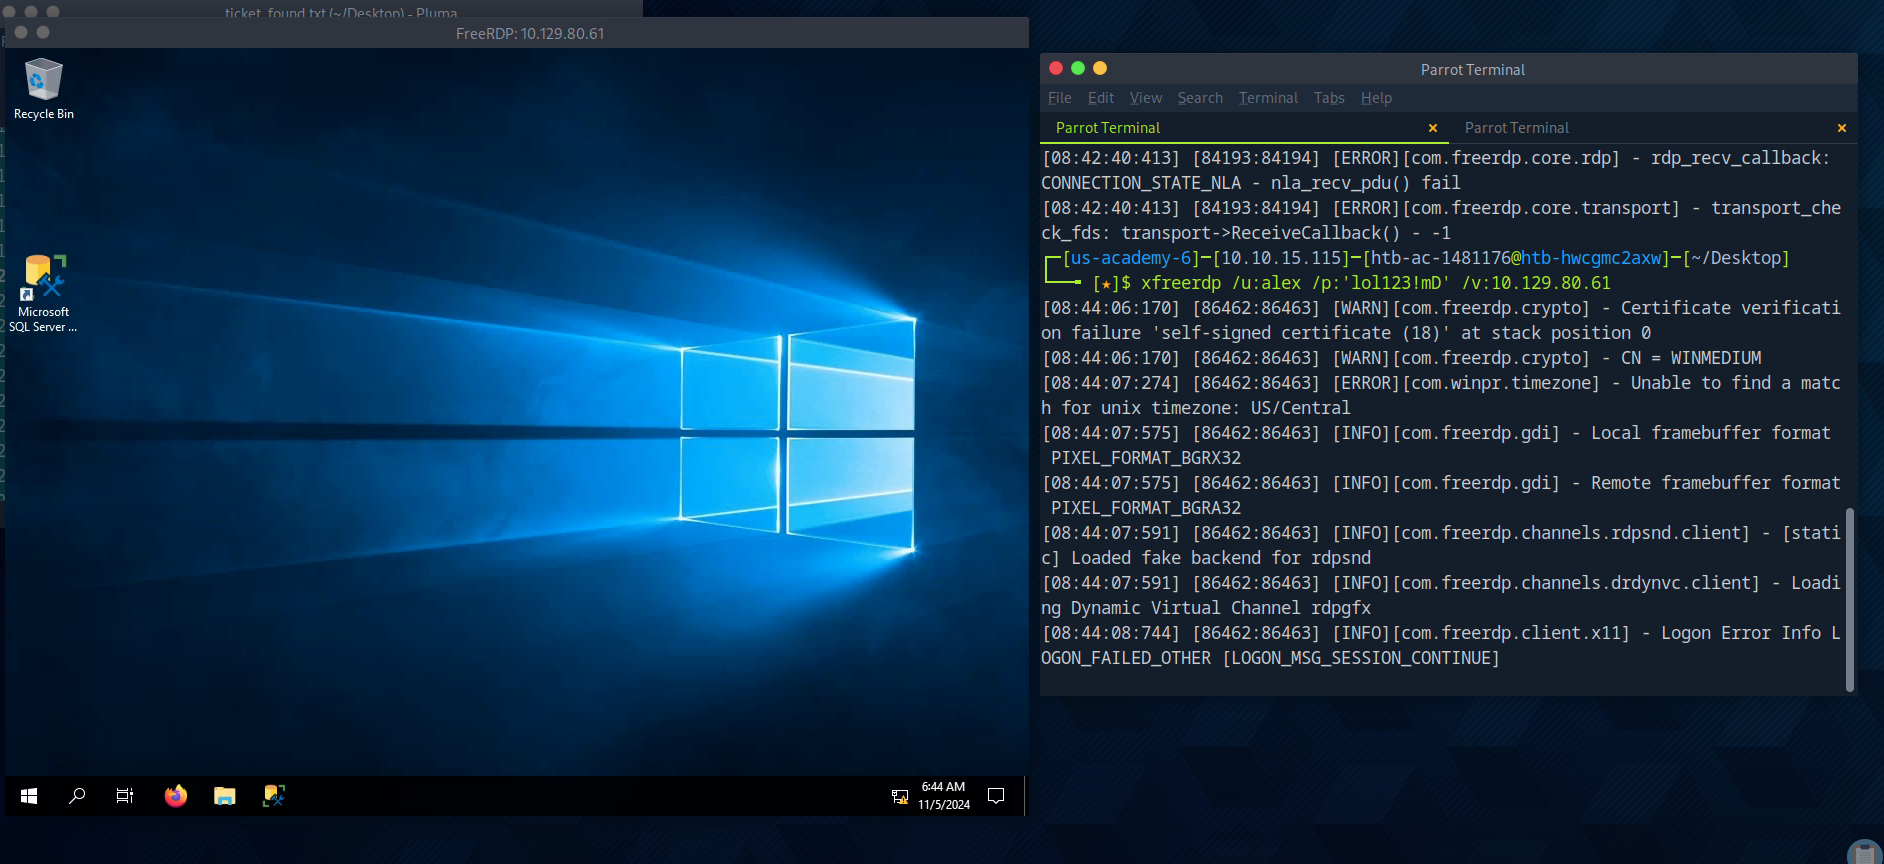 ticket_found.txt (~/Desktop) - Pluma
FreeRDP: 10.129.80.61
Recycle Bin
Microsoft
SQL Server ...
6:44 AM
11/5/2024
Parrot Terminal
File Edit View Search Terminal Tabs Help
Parrot Terminal × Parrot Terminal ×
[08:42:40:413] [84193:84194] [ERROR][com.freerdp.core.rdp] - rdp_recv_callback:
CONNECTION_STATE_NLA - nla_recv_pdu() fail
[08:42:40:413] [84193:84194] [ERROR][com.freerdp.core.transport] - transport_che
ck_fds: transport->ReceiveCallback() - -1
┌─[us-academy-6]─[10.10.15.115]─[htb-ac-1481176@htb-hwcgmc2axw]─[~/Desktop]
└──╼ [★]$ xfreerdp /u:alex /p:'lol123!mD' /v:10.129.80.61
[08:44:06:170] [86462:86463] [WARN][com.freerdp.crypto] - Certificate verificati
on failure 'self-signed certificate (18)' at stack position 0
[08:44:06:170] [86462:86463] [WARN][com.freerdp.crypto] - CN = WINMEDIUM
[08:44:07:274] [86462:86463] [ERROR][com.winpr.timezone] - Unable to find a matc
h for unix timezone: US/Central
[08:44:07:575] [86462:86463] [INFO][com.freerdp.gdi] - Local framebuffer format
PIXEL_FORMAT_BGRX32
[08:44:07:575] [86462:86463] [INFO][com.freerdp.gdi] - Remote framebuffer format
PIXEL_FORMAT_BGRA32
[08:44:07:591] [86462:86463] [INFO][com.freerdp.channels.rdpsnd.client] - [stati
c] Loaded fake backend for rdpsnd
[08:44:07:591] [86462:86463] [INFO][com.freerdp.channels.drdynvc.client] - Loadi
ng Dynamic Virtual Channel rdpgfx
[08:44:08:744] [86462:86463] [INFO][com.freerdp.client.x11] - Logon Error Info L
OGON_FAILED_OTHER [LOGON_MSG_SESSION_CONTINUE]